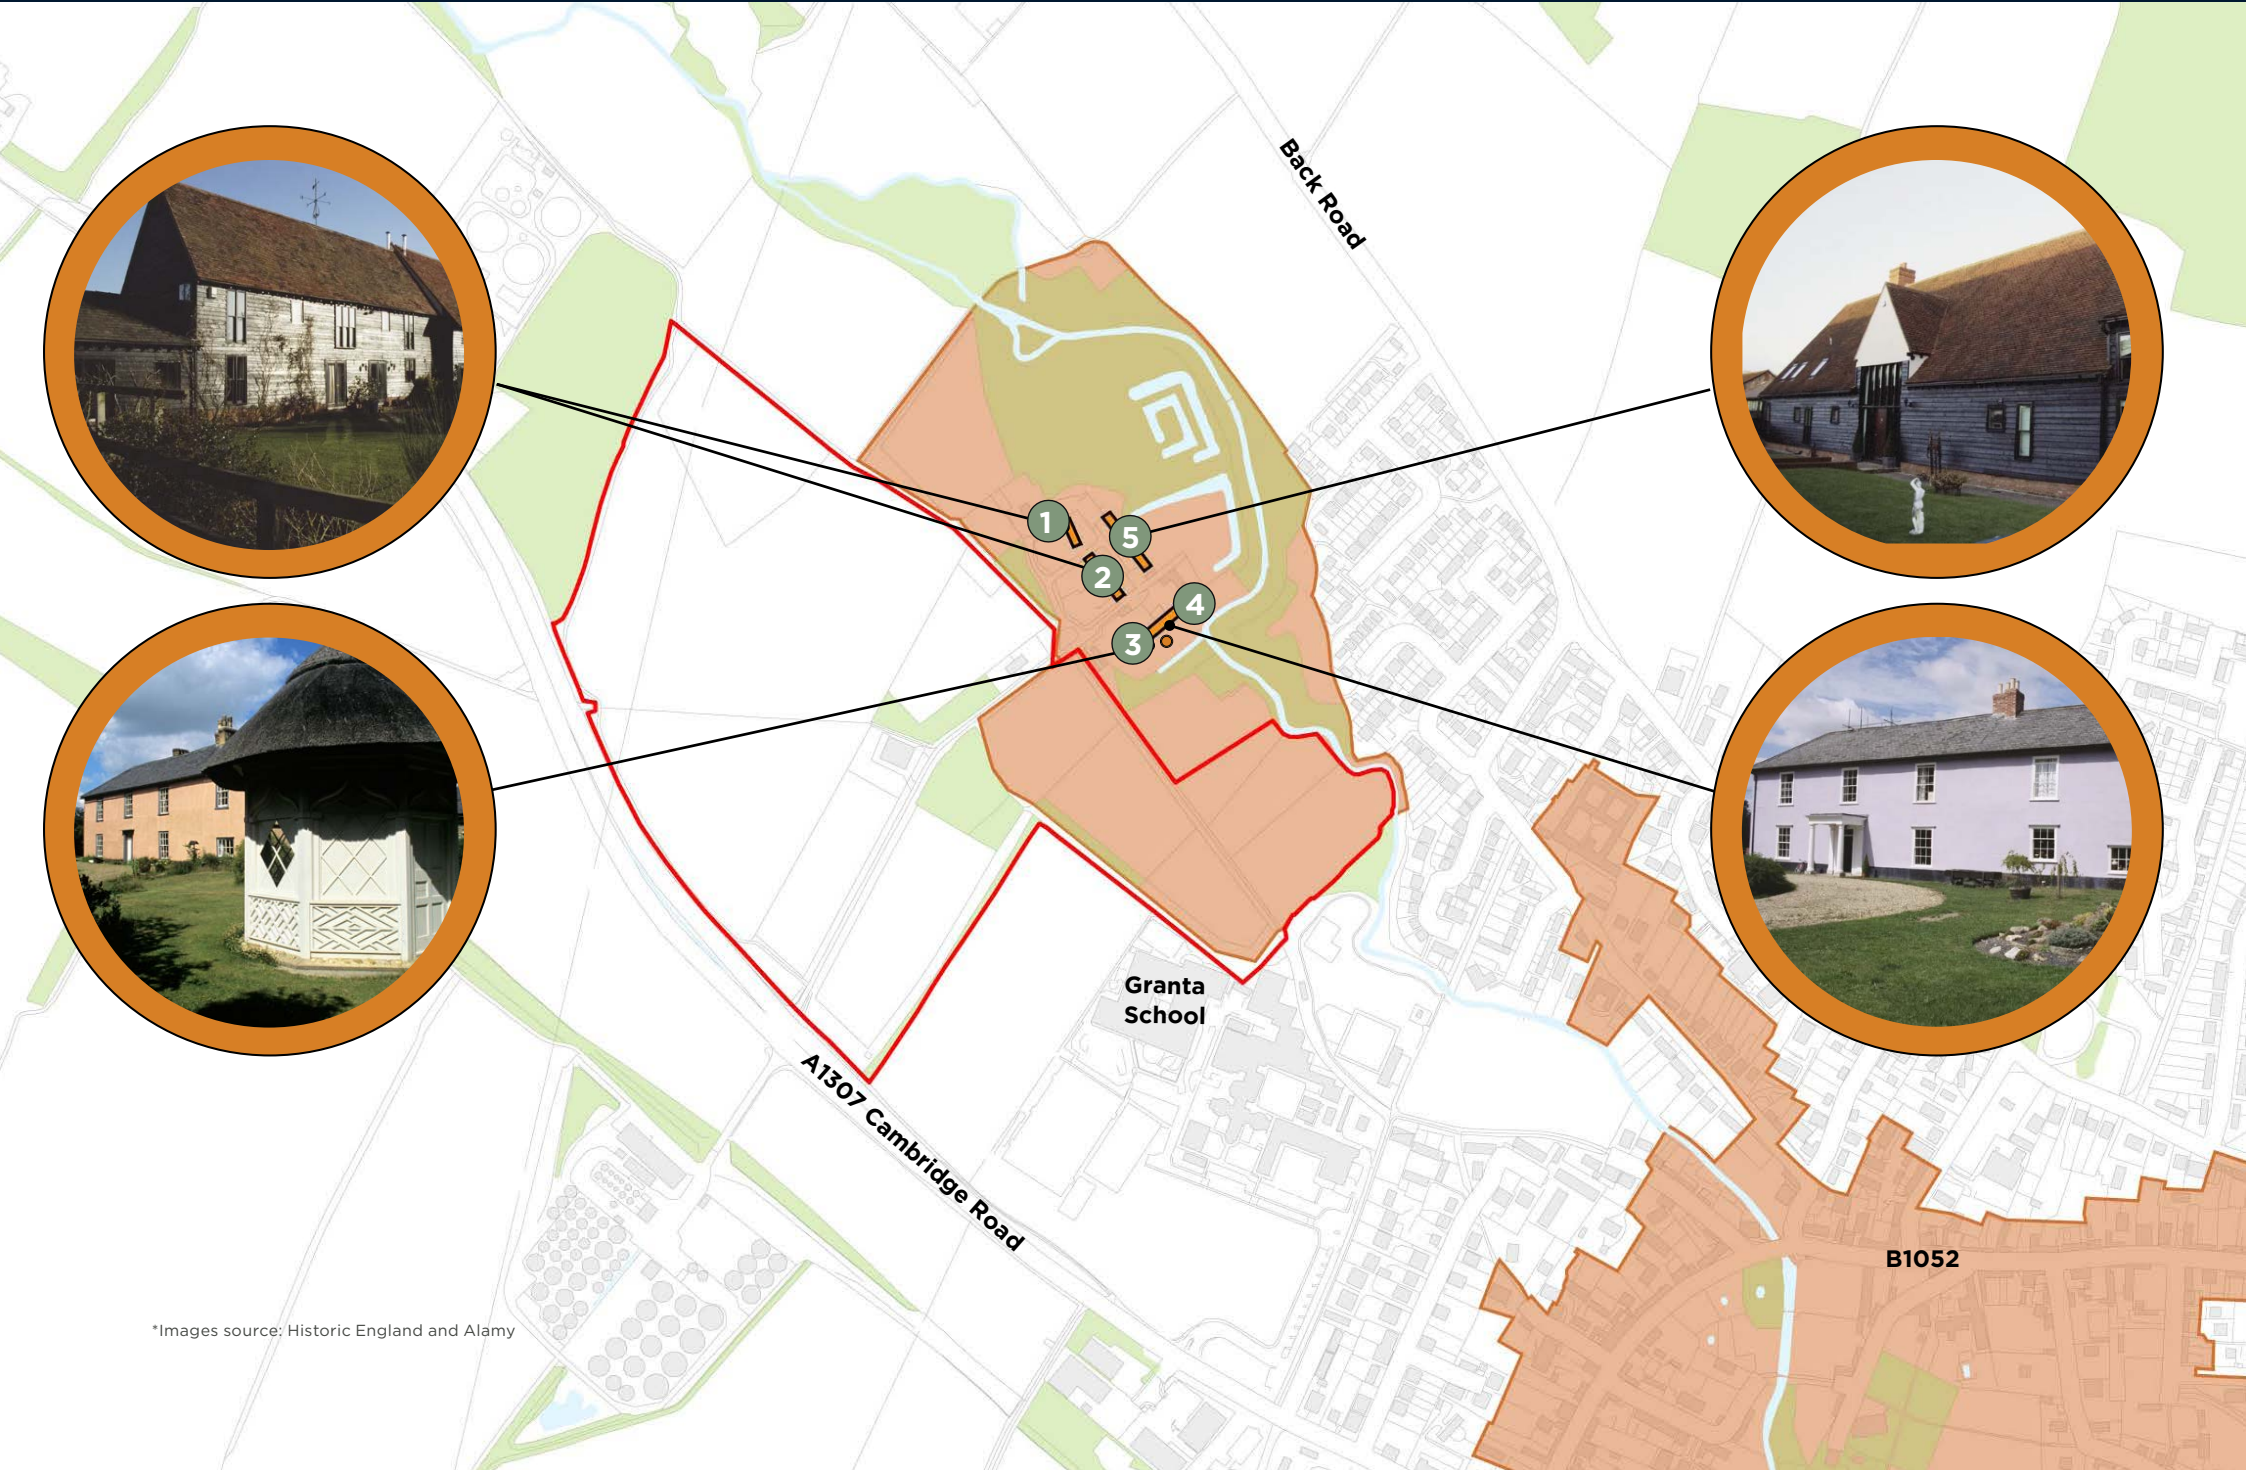 Back Road
1
5
2
4
3
Granta
School
A1307 Cambridge Road
B1052
*Images source: Historic England and Alamy